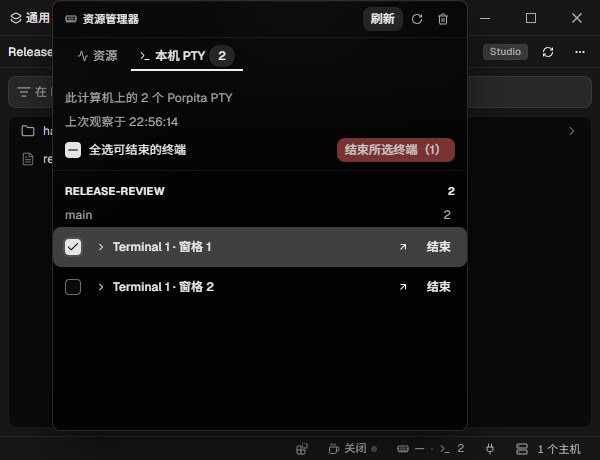 通用
资源管理器
刷新
Release
资源
本机 PTY 2
Studio
在
此计算机上的 2 个 Porpita PTY
上次观察于 22:56:14
全选可结束的终端
结束所选终端（1）
RELEASE-REVIEW 2
main 2
Terminal 1 · 窗格 1 结束
Terminal 1 · 窗格 2 结束
关闭
— · 2
1 个主机